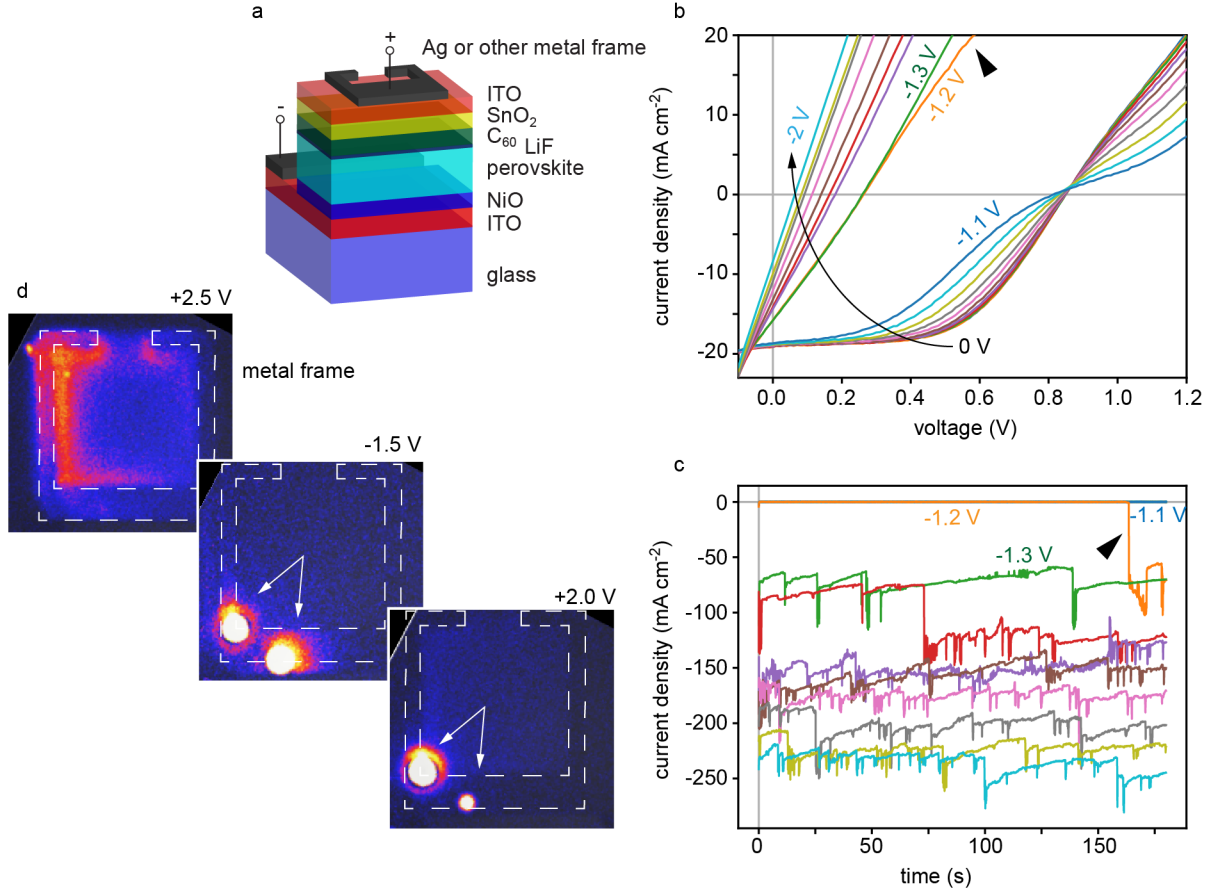 a
+
Ag or other metal frame
-
ITO
SnO₂
C₆₀ LiF
perovskite
NiO
ITO
glass
b
20
10
0
-10
-20
current density (mA cm⁻²)
-2 V
-1.3 V
-1.2 V
-1.1 V
0 V
0.0 0.2 0.4 0.6 0.8 1.0 1.2
voltage (V)
c
0
-50
-100
-150
-200
-250
current density (mA cm⁻²)
-1.2 V
-1.1 V
-1.3 V
0 50 100 150
time (s)
d
+2.5 V
metal frame
-1.5 V
+2.0 V